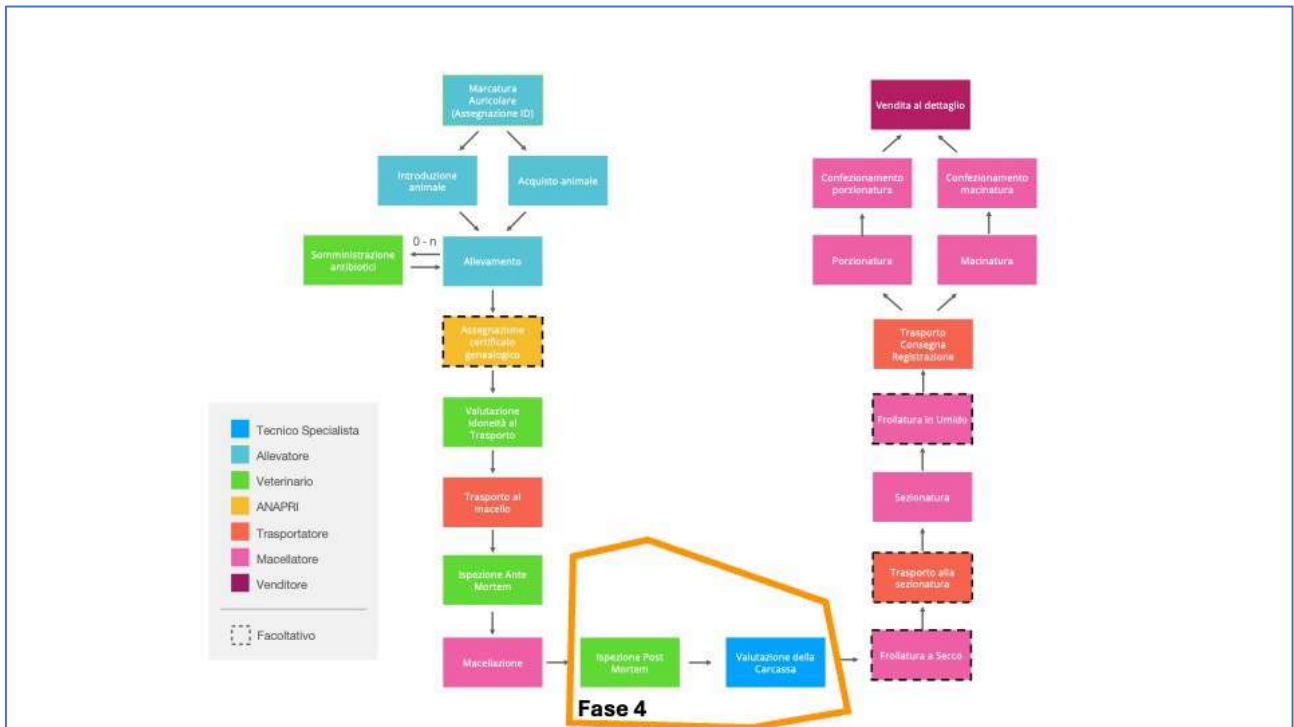 Marcatura
Auricolare
(Assegnazione ID)
Introduzione
animale
Acquisto animale
Somministrazione
antibiotici
0 - n
Allevamento
Assegnazione
certificato
genealogico
Valutazione
Idoneità al
Trasporto
Trasporto al
macello
Ispezione Ante
Mortem
Macellazione
Ispezione Post
Mortem
Valutazione della
Carcassa
Fase 4
Vendita al dettaglio
Confezionamento
porzionatura
Confezionamento
macinatura
Porzionatura
Macinatura
Trasporto
Consegna
Registrazione
Frollatura in Umido
Sezionatura
Trasporto alla
sezionatura
Frollatura a Secco
Tecnico Specialista
Allevatore
Veterinario
ANAPRI
Trasportatore
Macellatore
Venditore
Facoltativo